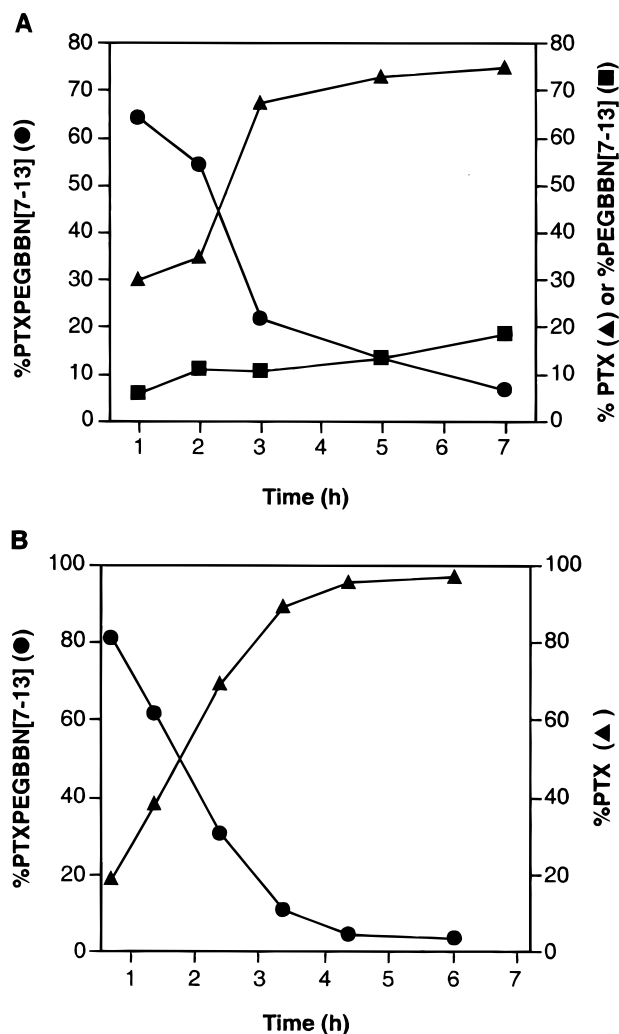 A
80 80
70 70
60 60
50 50
40 40
30 30
20 20
10 10
0 0
%PTXPEGBBN[7-13] (●)
% PTX (▲) or %PEGBBN[7-13] (■)
1 2 3 4 5 6 7
Time (h)
B
100 100
80 80
60 60
40 40
20 20
0 0
%PTXPEGBBN[7-13] (●)
%PTX (▲)
1 2 3 4 5 6 7
Time (h)